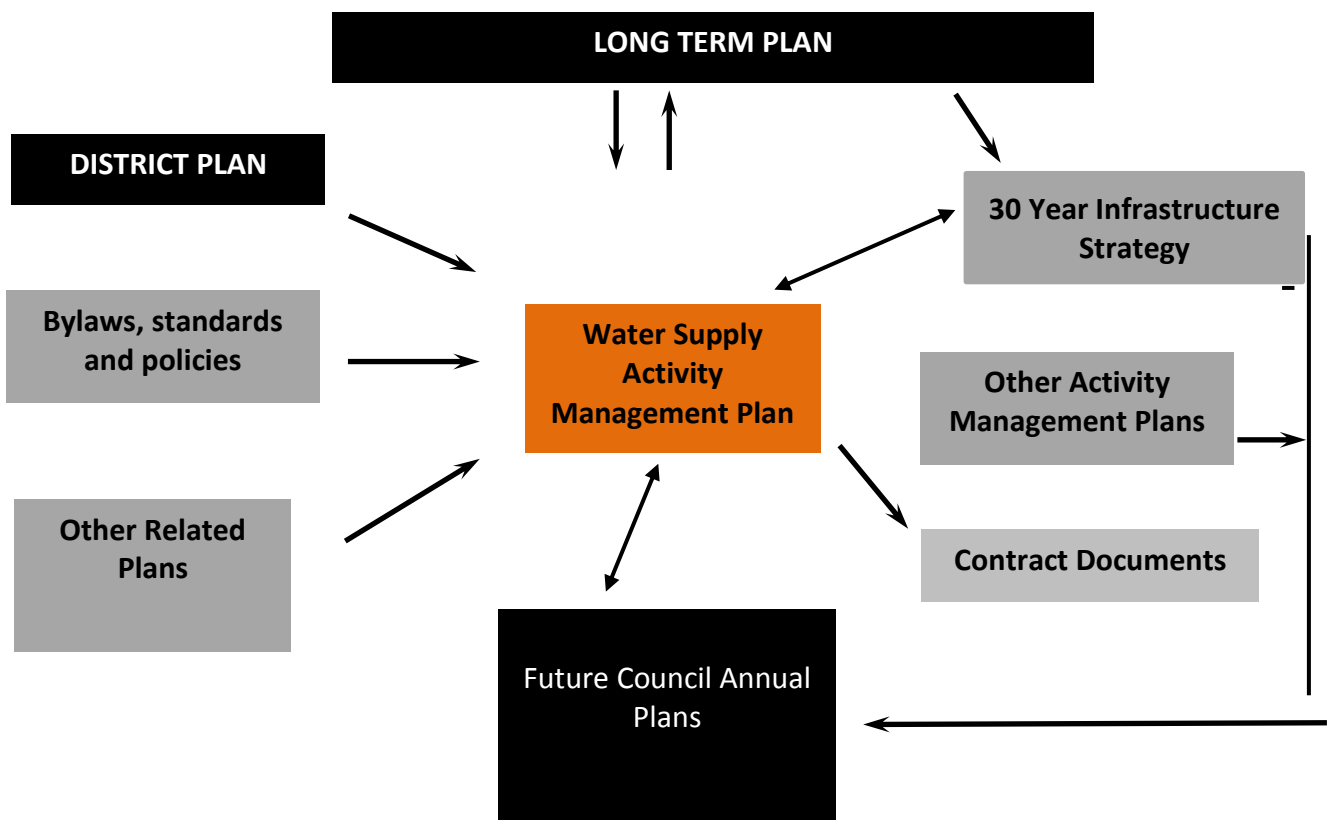 LONG TERM PLAN
DISTRICT PLAN
30 Year Infrastructure
Strategy
Bylaws, standards
and policies
Water Supply
Activity
Management Plan
Other Activity
Management Plans
Other Related
Plans
Contract Documents
Future Council Annual
Plans